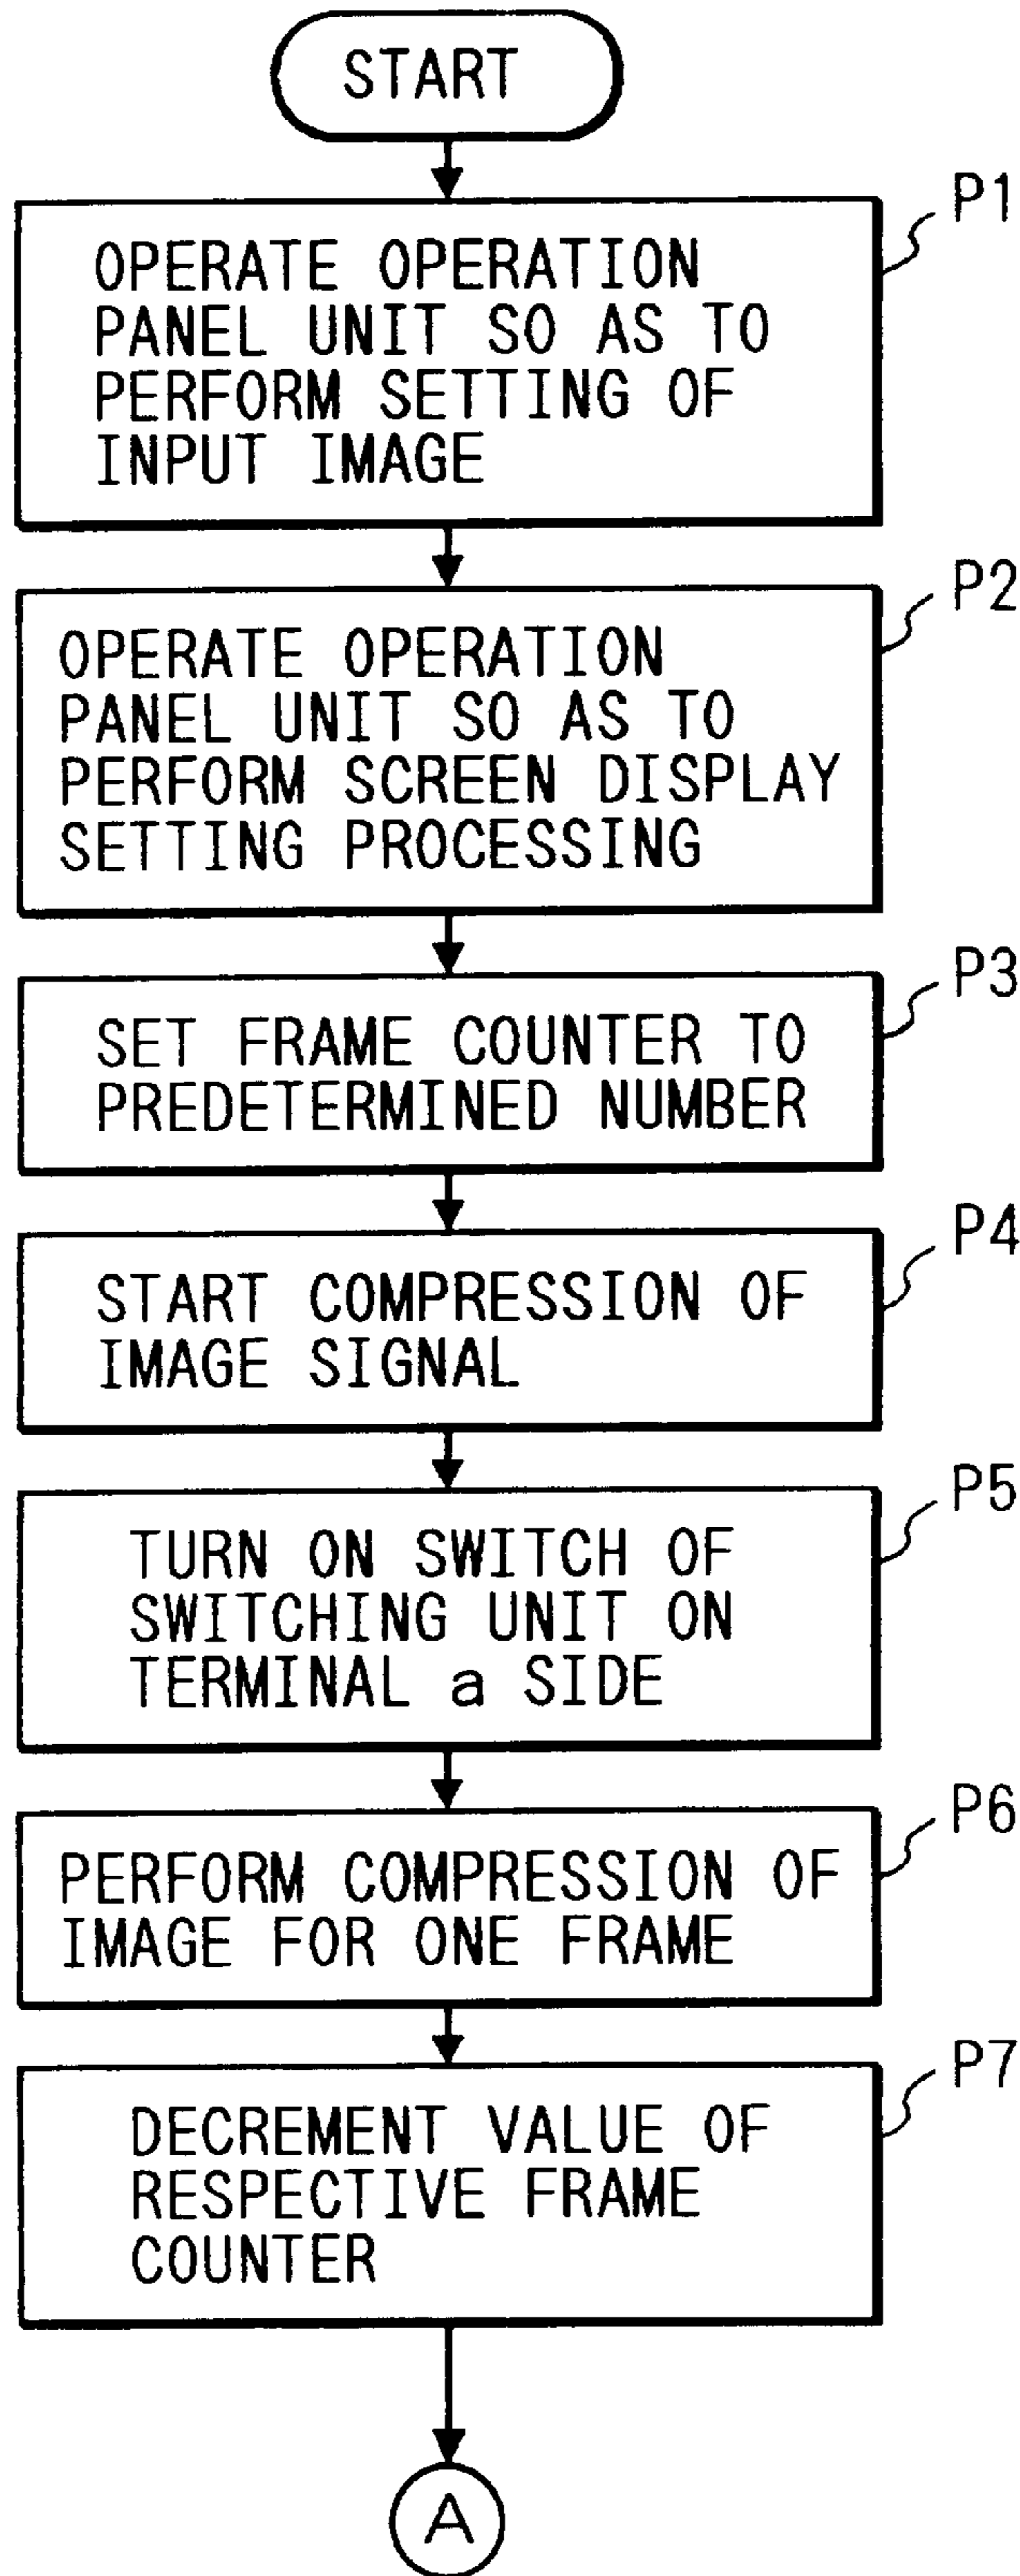 START
P1
OPERATE OPERATION
PANEL UNIT SO AS TO
PERFORM SETTING OF
INPUT IMAGE
P2
OPERATE OPERATION
PANEL UNIT SO AS TO
PERFORM SCREEN DISPLAY
SETTING PROCESSING
P3
SET FRAME COUNTER TO
PREDETERMINED NUMBER
P4
START COMPRESSION OF
IMAGE SIGNAL
P5
TURN ON SWITCH OF
SWITCHING UNIT ON
TERMINAL a SIDE
P6
PERFORM COMPRESSION OF
IMAGE FOR ONE FRAME
P7
DECREMENT VALUE OF
RESPECTIVE FRAME
COUNTER
A